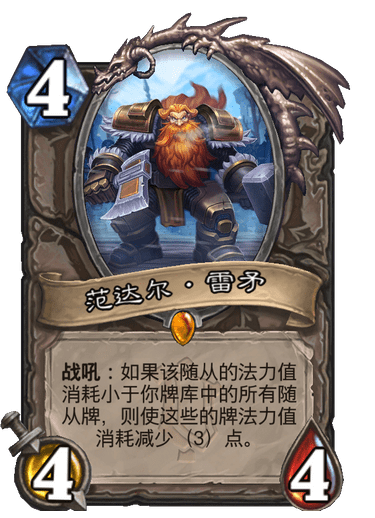 4
范达尔·雷矛
战吼：如果该随从的法力值
消耗小于你牌库中的所有随
从牌，则使这些的牌法力值
消耗减少（3）点。
4
4